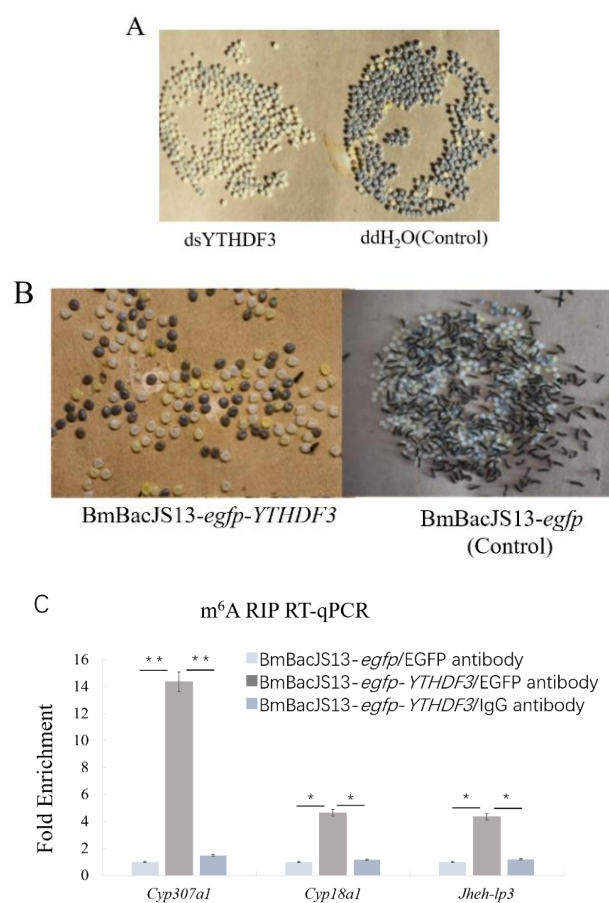 A
dsYTHDF3
ddH₂O(Control)
B
BmBacJS13-egfp-YTHDF3
BmBacJS13-egfp
(Control)
C
m⁶A RIP RT-qPCR
BmBacJS13-egfp/EGFP antibody
BmBacJS13-egfp-YTHDF3/EGFP antibody
BmBacJS13-egfp-YTHDF3/IgG antibody
Fold Enrichment
16
14
12
10
8
6
4
2
0
* *
* *
*
*
*
*
Cyp307a1
Cyp18a1
Jheh-lp3